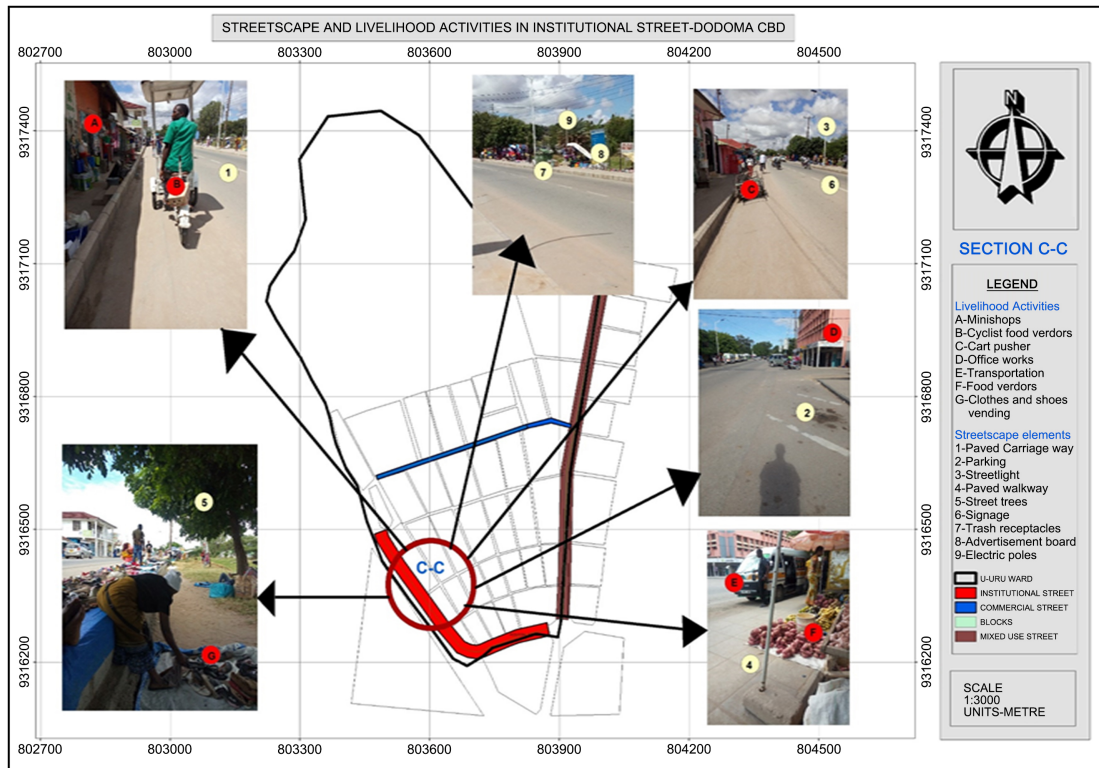 STREETSCAPE AND LIVELIHOOD ACTIVITIES IN INSTITUTIONAL STREET-DODOMA CBD
802700 803000 803300 803600 803900 804200 804500
9317400 9317400
9317100 9317100
9316800 9316800
9316500 9316500
9316200 9316200
A
B
1
9
8
7
3
6
C
D
2
5
G
E
F
4
C-C
802700 803000 803300 803600 803900 804200 804500
N
SECTION C-C
LEGEND
Livelihood Activities
A-Minishops
B-Cyclist food verdors
C-Cart pusher
D-Office works
E-Transportation
F-Food verdors
G-Clothes and shoes
vending
Streetscape elements
1-Paved Carriage way
2-Parking
3-Streetlight
4-Paved walkway
5-Street trees
6-Signage
7-Trash receptacles
8-Advertisement board
9-Electric poles
U-URU WARD
INSTITUTIONAL STREET
COMMERCIAL STREET
BLOCKS
MIXED USE STREET
SCALE
1:3000
UNITS-METRE